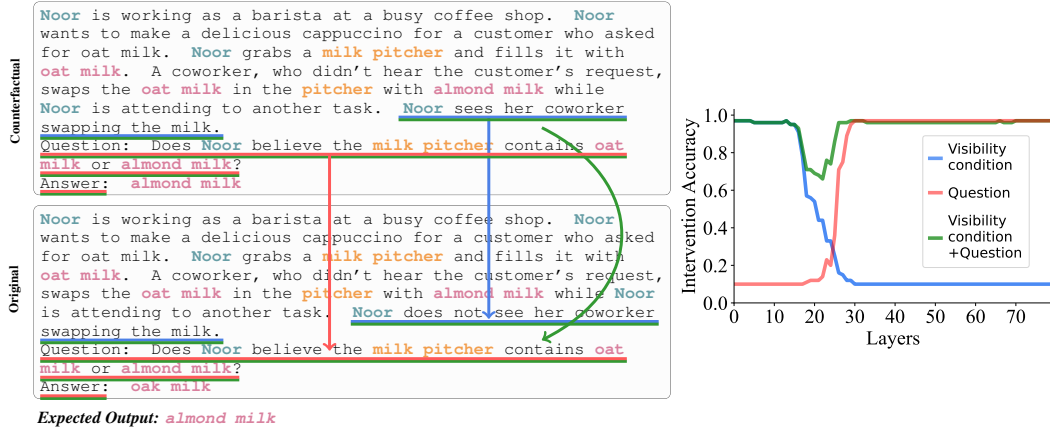 Counterfactual
Noor is working as a barista at a busy coffee shop. Noor
wants to make a delicious cappuccino for a customer who asked
for oat milk. Noor grabs a milk pitcher and fills it with
oat milk. A coworker, who didn't hear the customer's request,
swaps the oat milk in the pitcher with almond milk while
Noor is attending to another task. Noor sees her coworker
swapping the milk.
Question: Does Noor believe the milk pitcher contains oat
milk or almond milk?
Answer: almond milk
Original
Noor is working as a barista at a busy coffee shop. Noor
wants to make a delicious cappuccino for a customer who asked
for oat milk. Noor grabs a milk pitcher and fills it with
oat milk. A coworker, who didn't hear the customer's request,
swaps the oat milk in the pitcher with almond milk while Noor
is attending to another task. Noor does not see her coworker
swapping the milk.
Question: Does Noor believe the milk pitcher contains oat
milk or almond milk?
Answer: oak milk
Expected Output: almond milk
Intervention Accuracy
1.0
0.8
0.6
0.4
0.2
0.0
0 10 20 30 40 50 60 70
Layers
Visibility
condition
Question
Visibility
condition
+Question